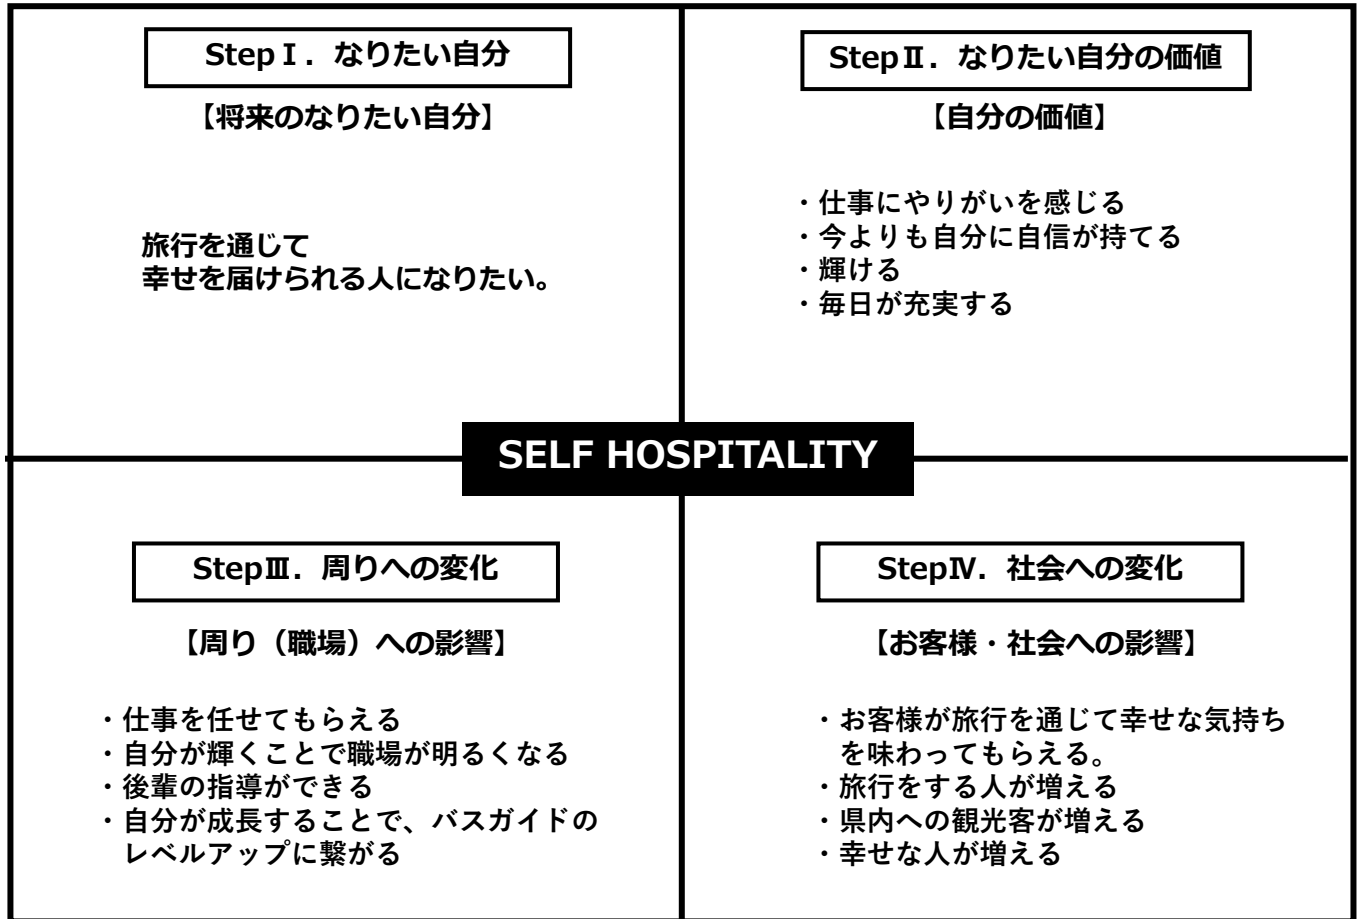 Step Ⅰ．なりたい自分
【将来のなりたい自分】
旅行を通じて
幸せを届けられる人になりたい。
StepⅡ．なりたい自分の価値
【自分の価値】
・仕事にやりがいを感じる
・今よりも自分に自信が持てる
・輝ける
・毎日が充実する
SELF HOSPITALITY
StepⅢ．周りへの変化
【周り（職場）への影響】
・仕事を任せてもらえる
・自分が輝くことで職場が明るくなる
・後輩の指導ができる
・自分が成長することで、バスガイドの
レベルアップに繋がる
StepⅣ．社会への変化
【お客様・社会への影響】
・お客様が旅行を通じて幸せな気持ち
を味わってもらえる。
・旅行をする人が増える
・県内への観光客が増える
・幸せな人が増える